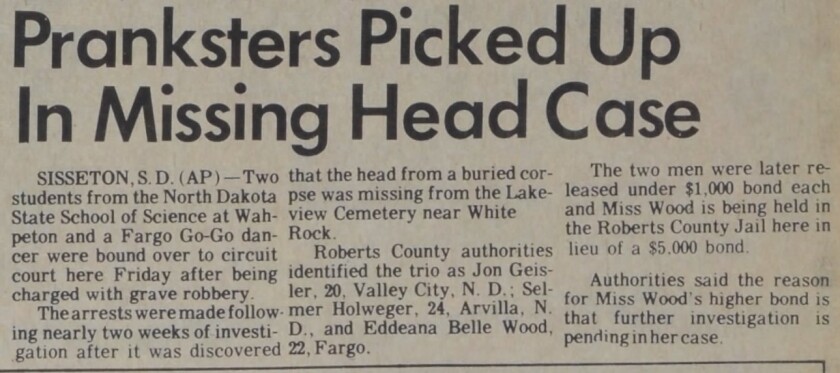 Pranksters Picked Up
In Missing Head Case
SISSETON, S. D. (AP)—Two
students from the North Dakota
State School of Science at Wah-
peton and a Fargo Go-Go dan-
cer were bound over to circuit
court here Friday after being
charged with grave robbery.
The arrests were made follow-
ing nearly two weeks of investi-
gation after it was discovered
that the head from a buried cor-
pse was missing from the Lake-
view Cemetery near White
Rock.
Roberts County authorities
identified the trio as Jon Geis-
ler, 20, Valley City, N. D.; Sel-
mer Holweger, 24, Arvilla, N.
D., and Eddeana Belle Wood,
22, Fargo.
The two men were later re-
leased under $1,000 bond each
and Miss Wood is being held in
the Roberts County Jail here in
lieu of a $5.000 bond.
Authorities said the reason
for Miss Wood's higher bond is
that further investigation is
pending in her case.